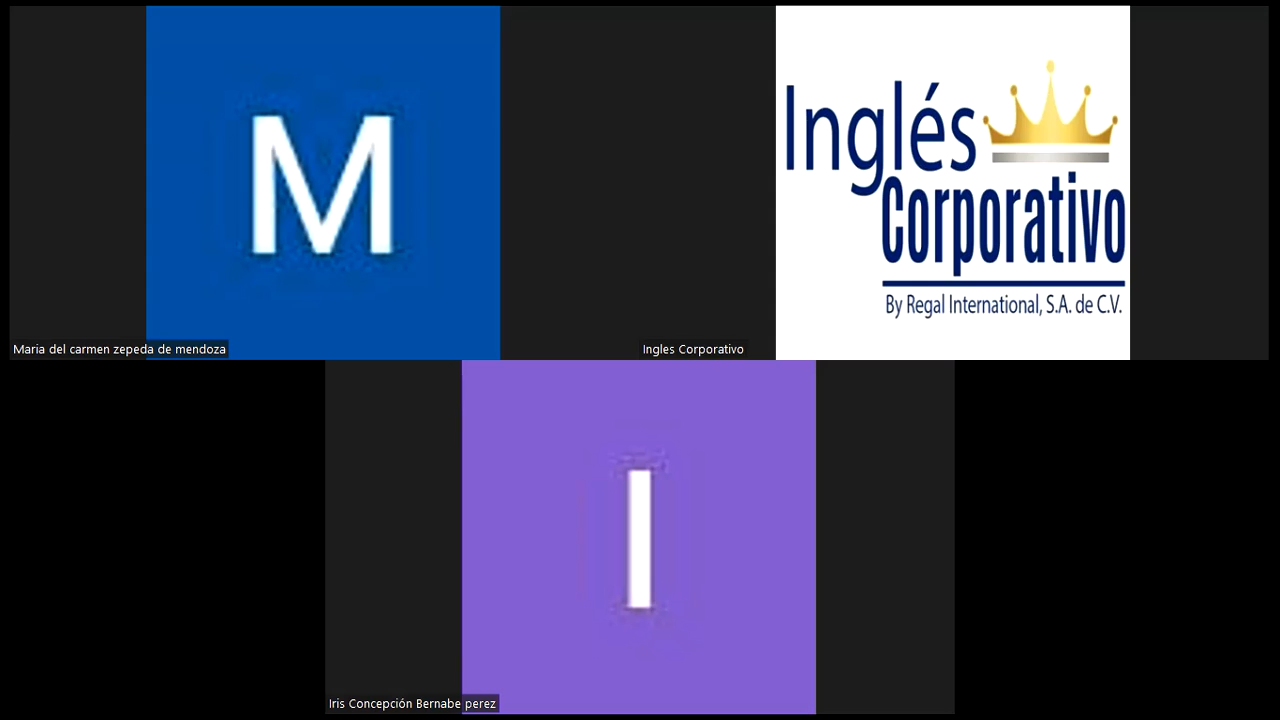 M
Inglés
Corporativo
By Regal International, S.A. de C.V.
Maria del carmen zepeda de mendoza
Ingles Corporativo
I
Iris Concepción Bernabe perez